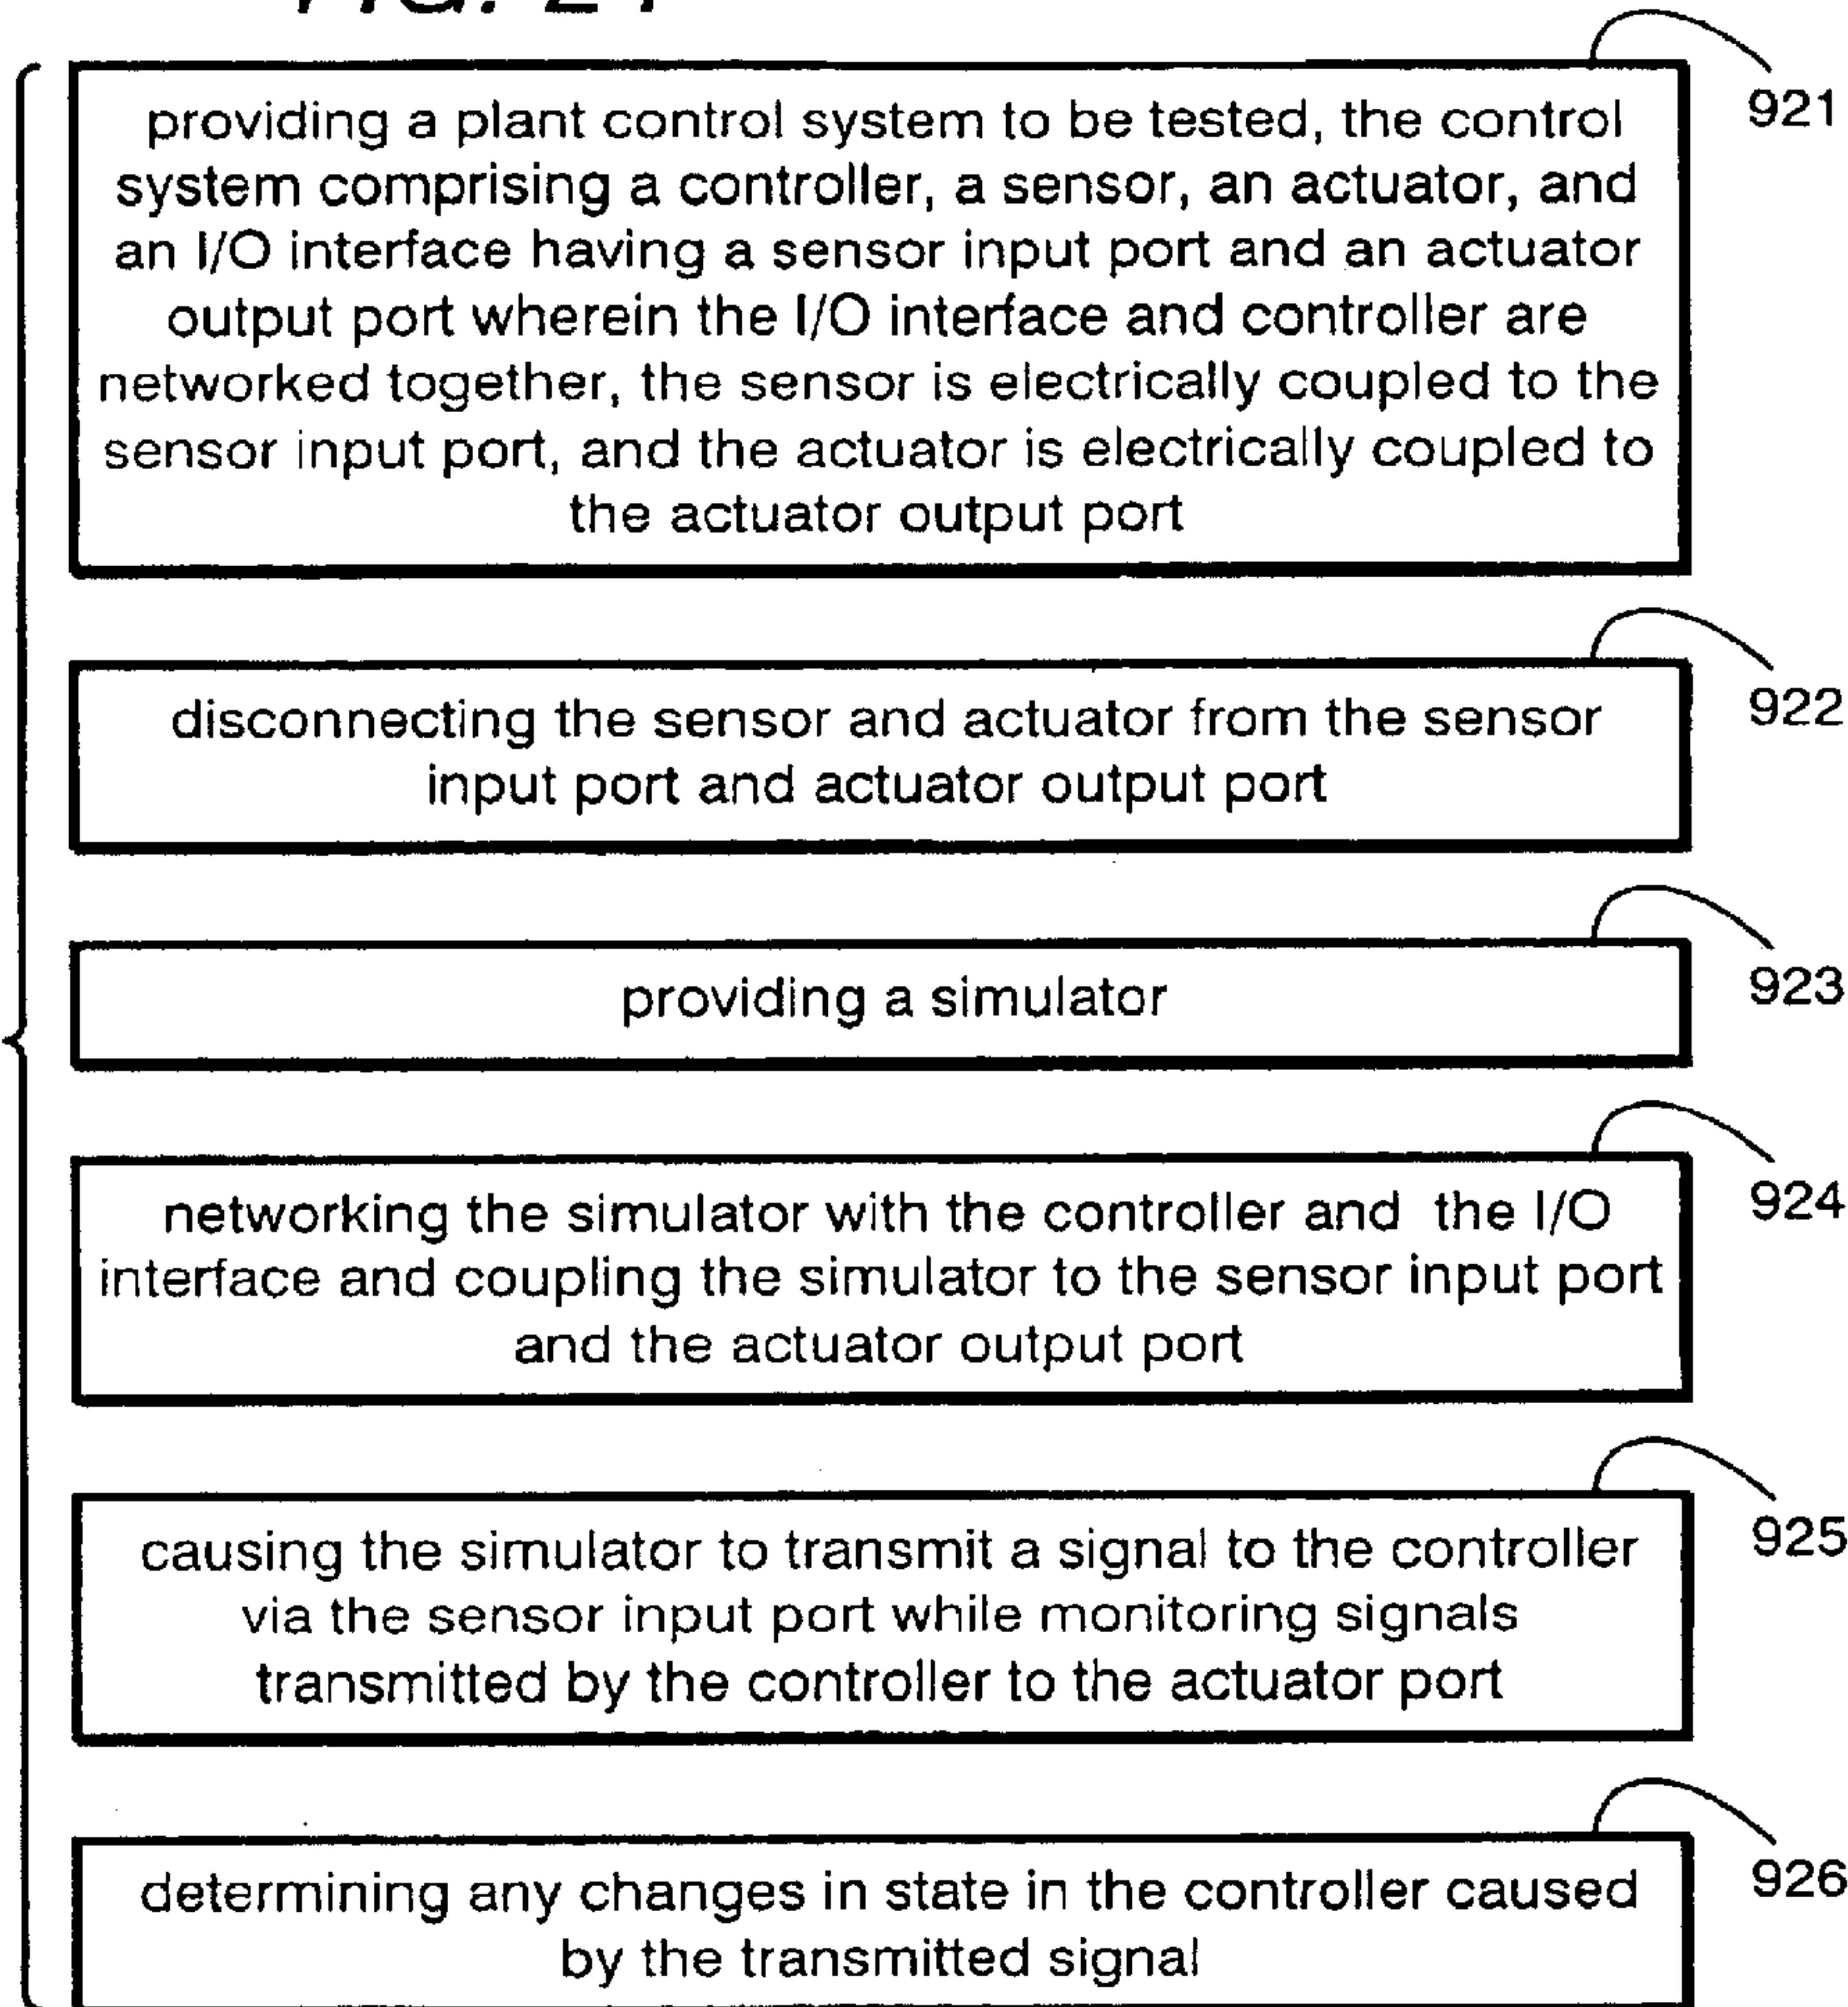 921
providing a plant control system to be tested, the control
system comprising a controller, a sensor, an actuator, and
an I/O interface having a sensor input port and an actuator
output port wherein the I/O interface and controller are
networked together, the sensor is electrically coupled to the
sensor input port, and the actuator is electrically coupled to
the actuator output port
922
disconnecting the sensor and actuator from the sensor
input port and actuator output port
923
providing a simulator
924
networking the simulator with the controller and the I/O
interface and coupling the simulator to the sensor input port
and the actuator output port
925
causing the simulator to transmit a signal to the controller
via the sensor input port while monitoring signals
transmitted by the controller to the actuator port
926
determining any changes in state in the controller caused
by the transmitted signal